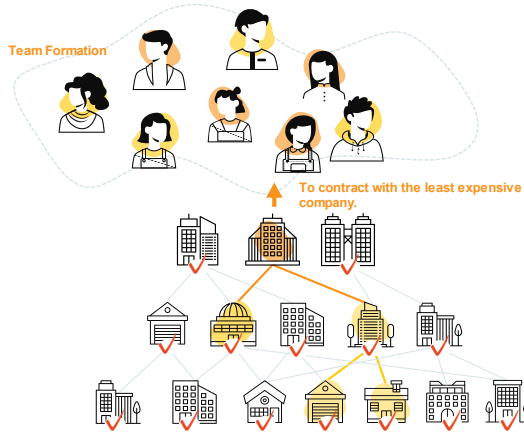 Team Formation
To contract with the least expensive
company.